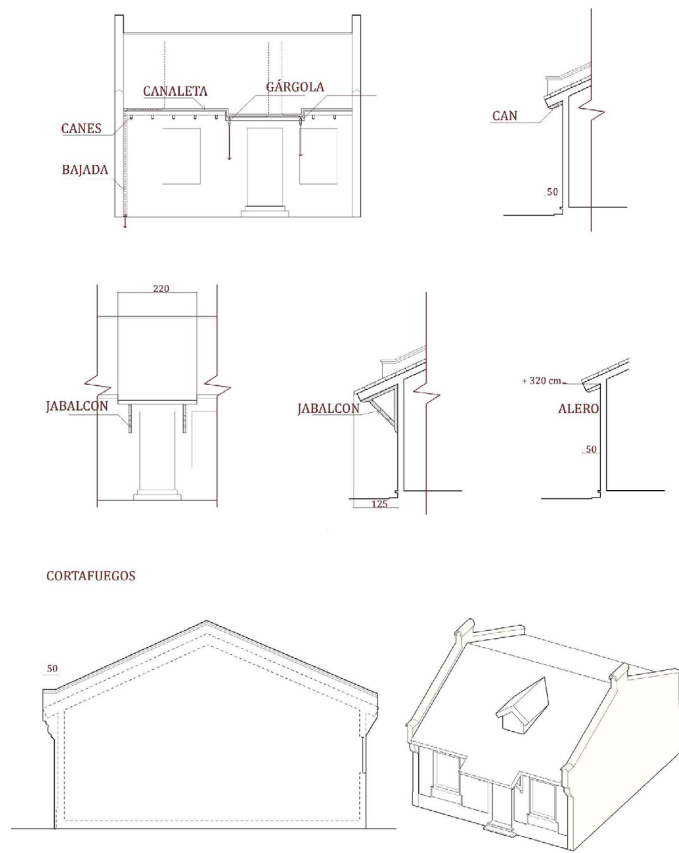 CANALETA
GÁRGOLA
CANES
BAJADA
CAN
50
220
JABALCON
JABALCON
125
+ 320 cm
ALERO
50
CORTAFUEGOS
50